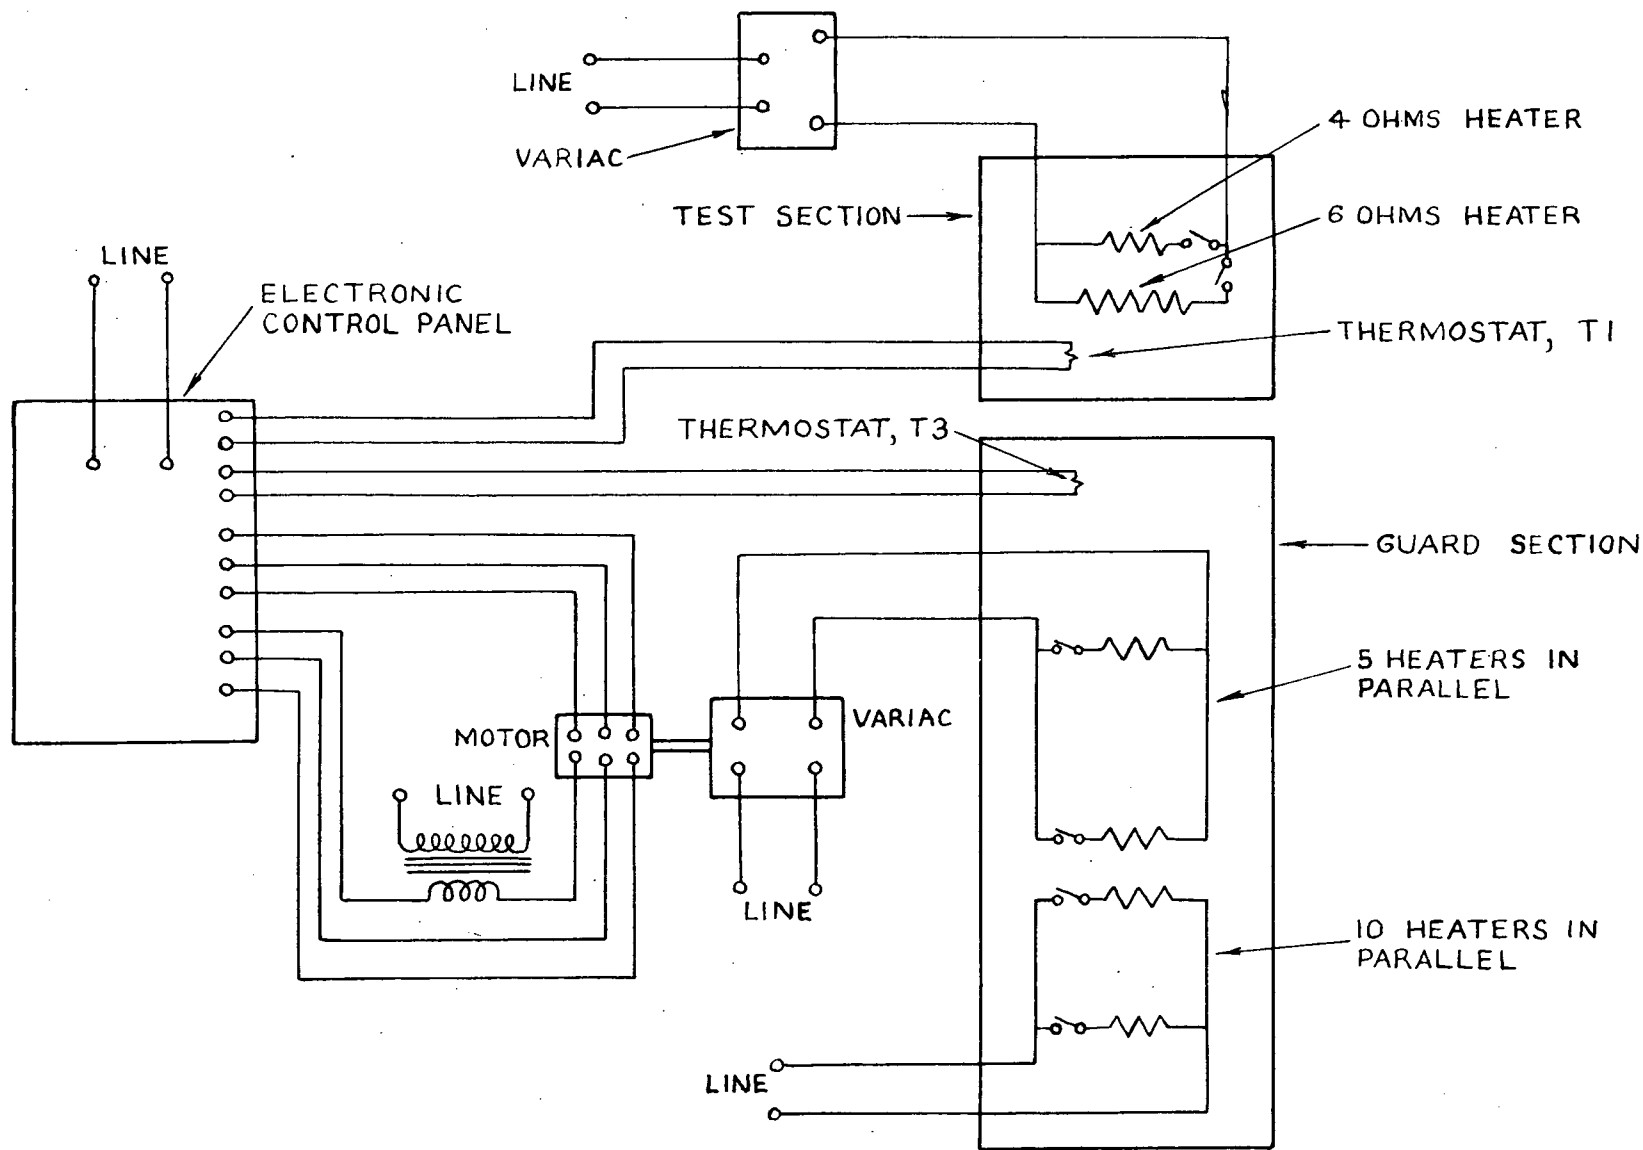 LINE
VARIAC
4 OHMS HEATER
TEST SECTION
6 OHMS HEATER
LINE
ELECTRONIC
CONTROL PANEL
THERMOSTAT, T1
THERMOSTAT, T3
GUARD SECTION
5 HEATERS IN
PARALLEL
VARIAC
MOTOR
LINE
LINE
10 HEATERS IN
PARALLEL
LINE